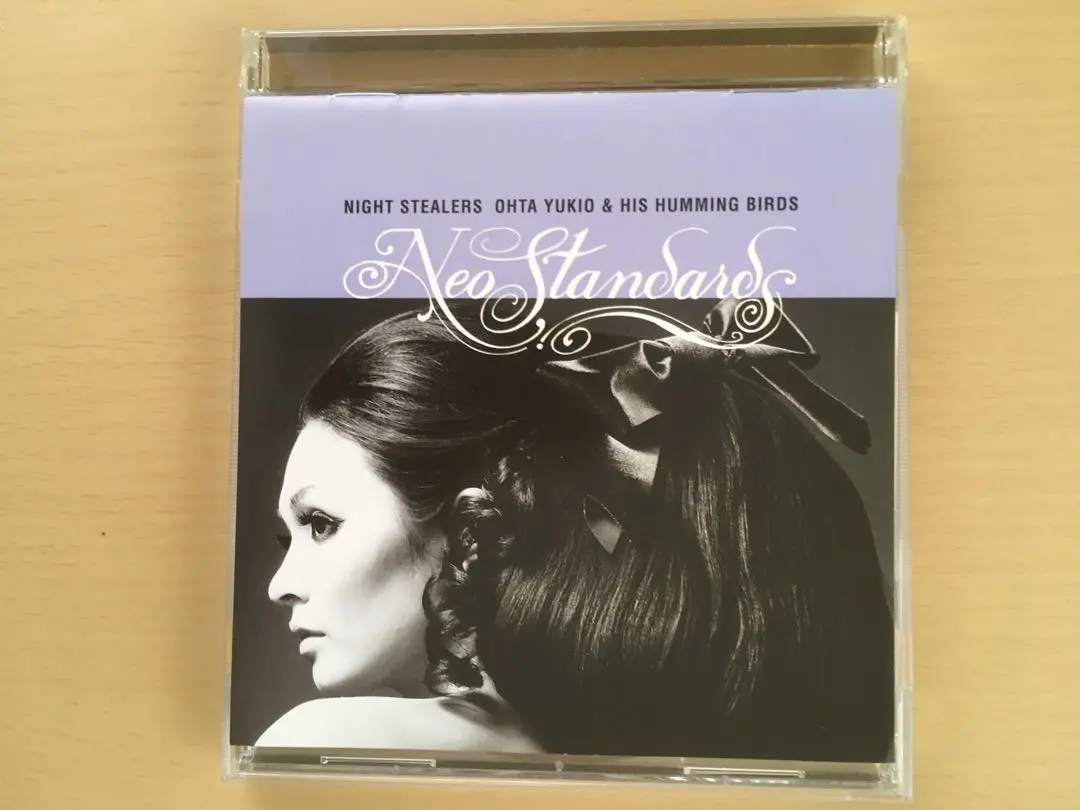 NIGHT STEALERS OHTA YUKIO & HIS HUMMING BIRDS
Neo Standards